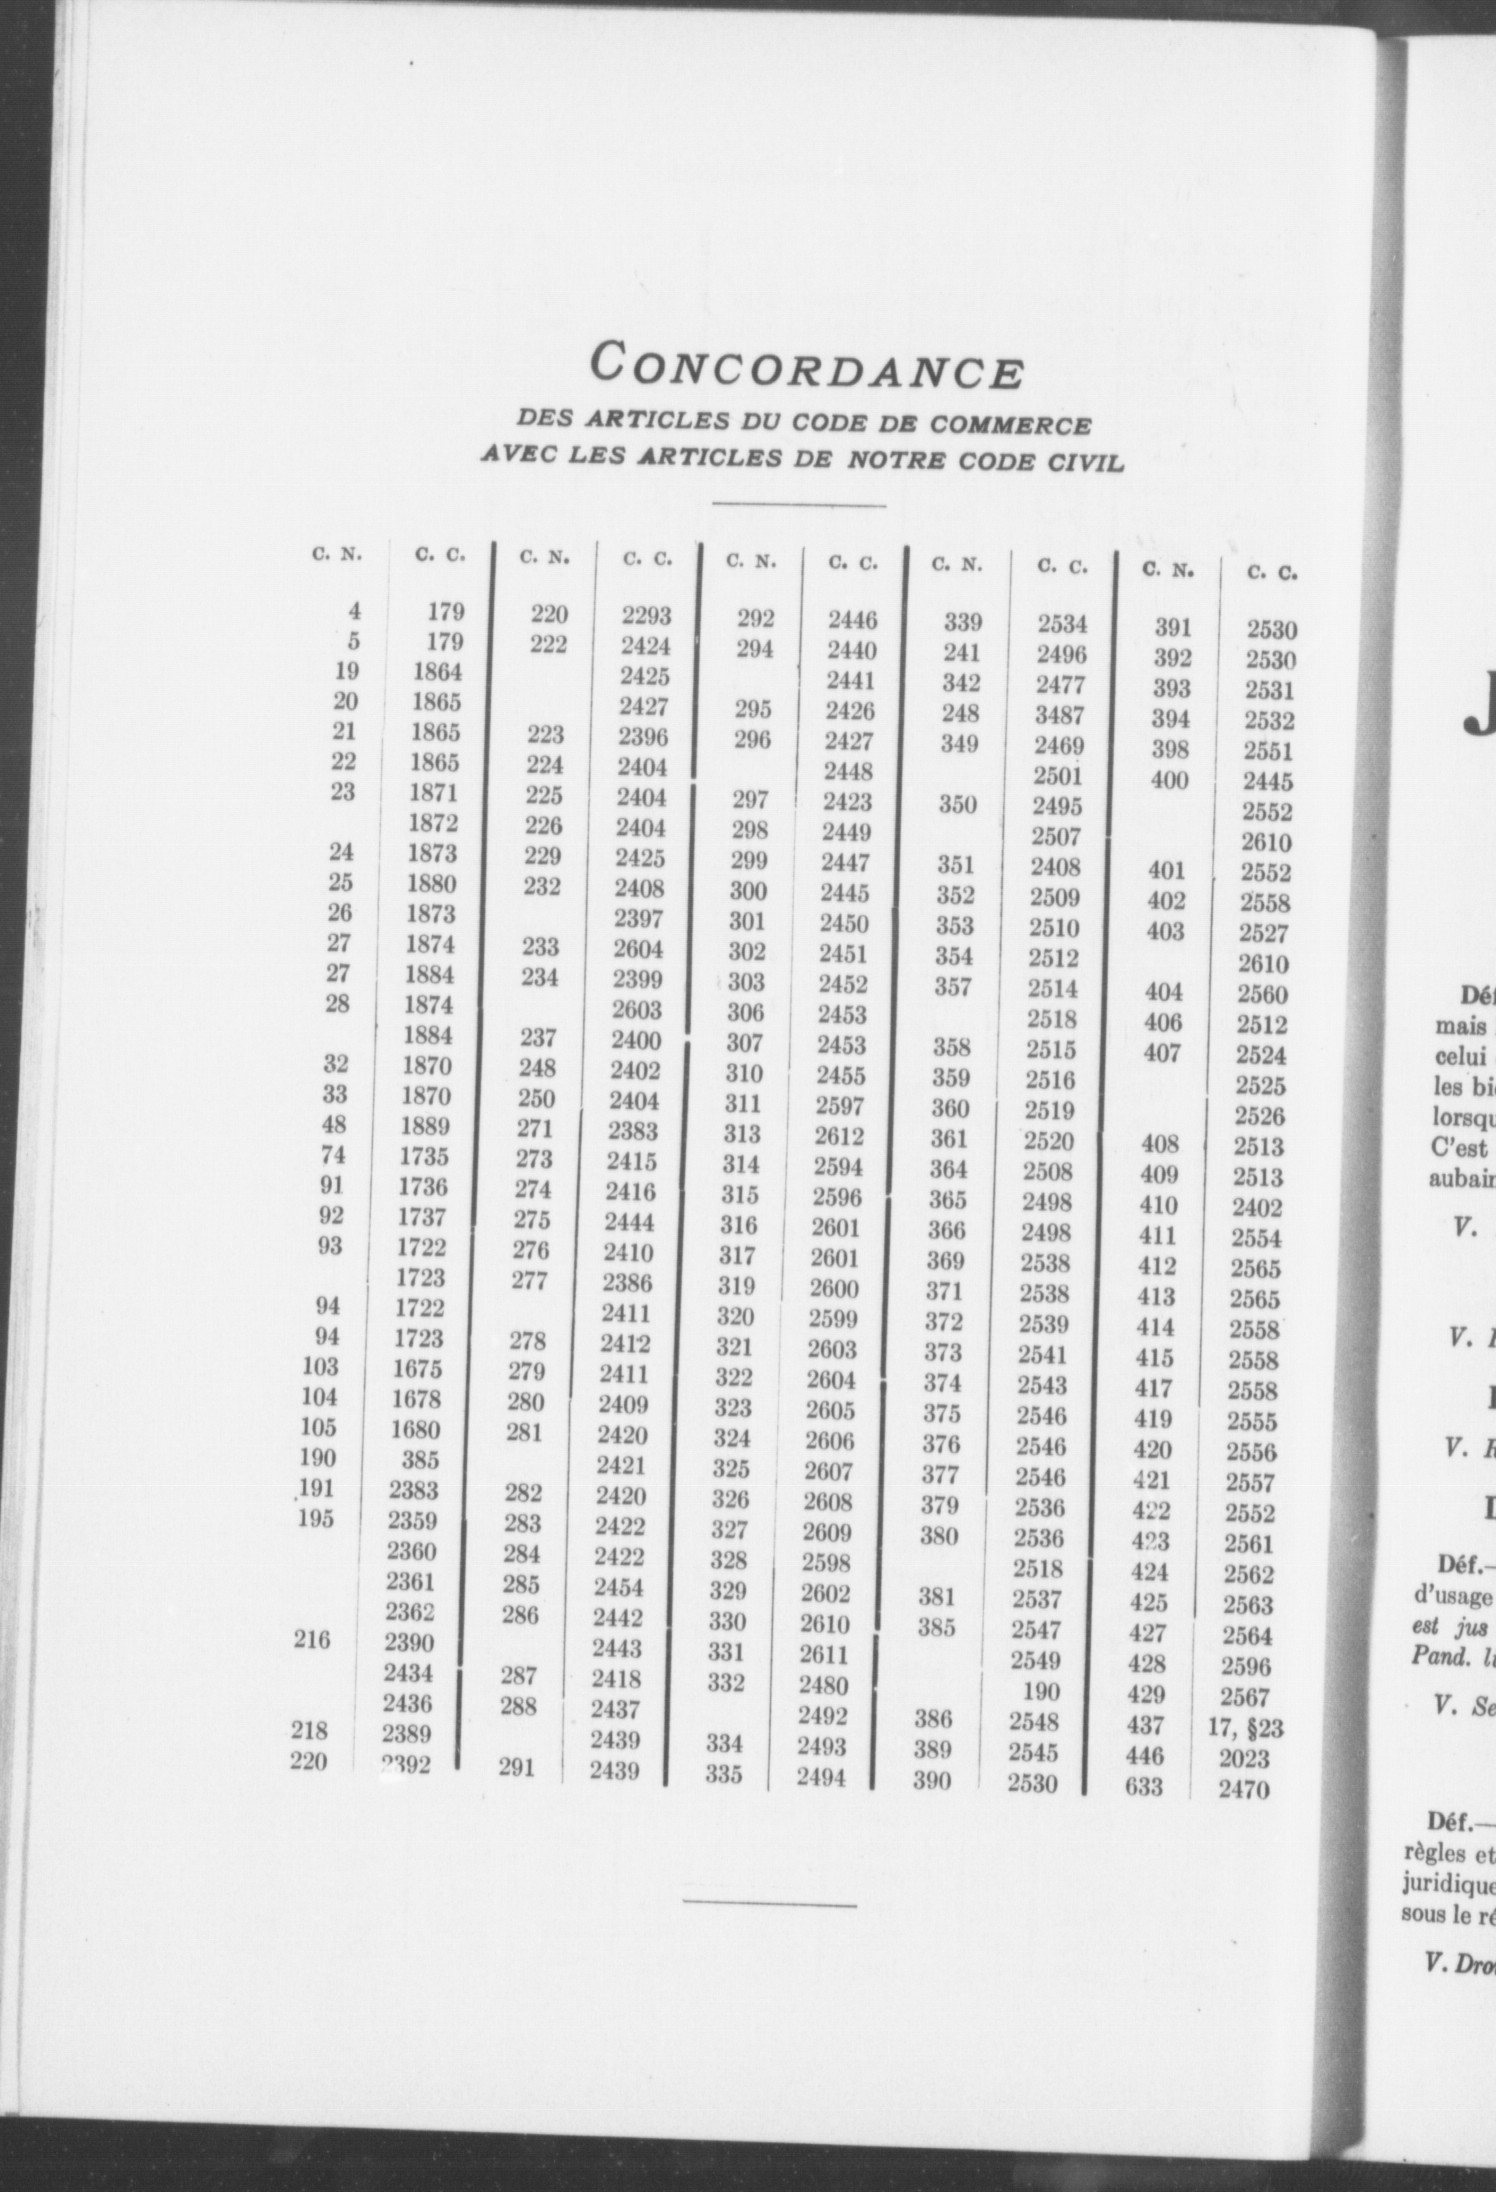 CONCORDANCE
DES ARTICLES DU CODE DE COMMERCE
AVEC LES ARTICLES DE NOTRE CODE CIVIL
C. N. C. C. C. N. C. C. C. N. C. C. C. N. C. C. C. N. C. C.
4 179 220 2293 292 2446 339 2534 391 2530
5 179 222 2424 294 2440 241 2496 392 2530
19 1864 2425 2441 342 2477 393 2531
20 1865 2427 295 2426 248 3487 394 2532
21 1865 223 2396 296 2427 349 2469 398 2551
22 1865 224 2404 2448 2501 400 2445
23 1871 225 2404 297 2423 350 2495 2552
1872 226 2404 298 2449 2507 2610
24 1873 229 2425 299 2447 351 2408 401 2552
25 1880 232 2408 300 2445 352 2509 402 2558
26 1873 2397 301 2450 353 2510 403 2527
27 1874 233 2604 302 2451 354 2512 2610
27 1884 234 2399 303 2452 357 2514 404 2560
28 1874 2603 306 2453 2518 406 2512
1884 237 2400 307 2453 358 2515 407 2524
32 1870 248 2402 310 2455 359 2516 2525
33 1870 250 2404 311 2597 360 2519 2526
48 1889 271 2383 313 2612 361 2520 408 2513
74 1735 273 2415 314 2594 364 2508 409 2513
91 1736 274 2416 315 2596 365 2498 410 2402
92 1737 275 2444 316 2601 366 2498 411 2554
93 1722 276 2410 317 2601 369 2538 412 2565
1723 277 2386 319 2600 371 2538 413 2565
94 1722 2411 320 2599 372 2539 414 2558
94 1723 278 2412 321 2603 373 2541 415 2558
103 1675 279 2411 322 2604 374 2543 417 2558
104 1678 280 2409 323 2605 375 2546 419 2555
105 1680 281 2420 324 2606 376 2546 420 2556
190 385 2421 325 2607 377 2546 421 2557
191 2383 282 2420 326 2608 379 2536 422 2552
195 2359 283 2422 327 2609 380 2536 423 2561
2360 284 2422 328 2598 2518 424 2562
2361 285 2454 329 2602 381 2537 425 2563
2362 286 2442 330 2610 385 2547 427 2564
216 2390 2443 331 2611 2549 428 2596
2434 287 2418 332 2480 190 429 2567
2436 288 2437 2492 386 2548 437 17, §23
218 2389 2439 334 2493 389 2545 446 2023
220 2392 291 2439 335 2494 390 2530 633 2470
J
mais
celui
les
C'est
V.
V.
V.
Déf.—
d'usage
est jus
Pand.
V.
Déf.—
règles et
sous le
V.